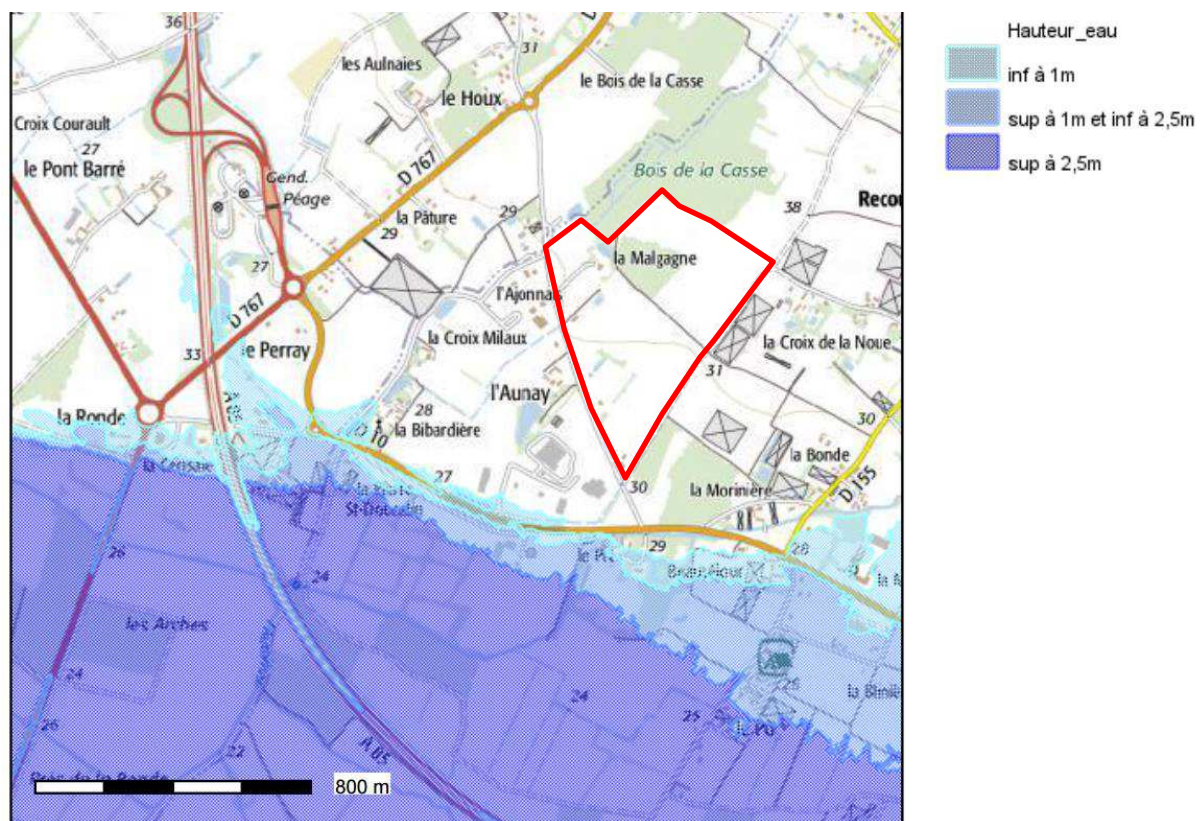 Hauteur_eau
inf à 1m
sup à 1m et inf à 2,5m
sup à 2,5m
36
les Aulnaies
31
le Bois de la Casse
le Houx
Croix Courault
27
le Pont Barré
D 767
Bois de la Casse
Gend.
Péage
38
29
la Pâture
29
la Malgagne
27
l'Ajonnais
D 767
la Croix Milaux
la Croix de la Noue
33
le Perray
31
l'Aunay
28
30
la Ronde
la Bibardière
la Bonde
la Cerisaie
27
30
la Morinière
D 155
29
28
26
24
les Arches
24
24
26
25
22
A 85
800 m